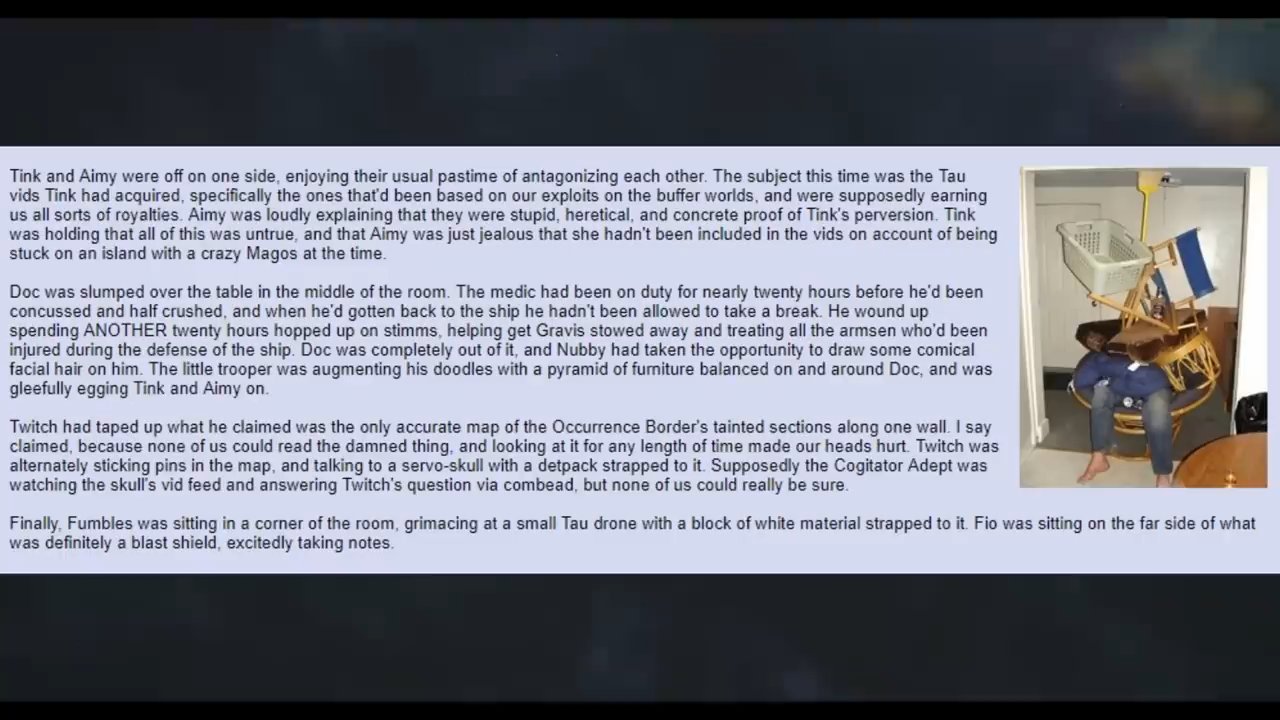 Tink and Aimy were off on one side, enjoying their usual pastime of antagonizing each other. The subject this time was the Tau
vids Tink had acquired, specifically the ones that'd been based on our exploits on the buffer worlds, and were supposedly earning
us all sorts of royalties. Aimy was loudly explaining that they were stupid, heretical, and concrete proof of Tink's perversion. Tink
was holding that all of this was untrue, and that Aimy was just jealous that she hadn't been included in the vids on account of being
stuck on an island with a crazy Magos at the time.
Doc was slumped over the table in the middle of the room. The medic had been on duty for nearly twenty hours before he'd been
concussed and half crushed, and when he'd gotten back to the ship he hadn't been allowed to take a break. He wound up
spending ANOTHER twenty hours hopped up on stimms, helping get Gravis stowed away and treating all the armsen who'd been
injured during the defense of the ship. Doc was completely out of it, and Nubby had taken the opportunity to draw some comical
facial hair on him. The little trooper was augmenting his doodles with a pyramid of furniture balanced on and around Doc, and was
gleefully egging Tink and Aimy on.
Twitch had taped up what he claimed was the only accurate map of the Occurrence Border's tainted sections along one wall. I say
claimed, because none of us could read the damned thing, and looking at it for any length of time made our heads hurt. Twitch was
alternately sticking pins in the map, and talking to a servo-skull with a detpack strapped to it. Supposedly the Cogitator Adept was
watching the skull's vid feed and answering Twitch's question via combead, but none of us could really be sure.
Finally, Fumbles was sitting in a corner of the room, grimacing at a small Tau drone with a block of white material strapped to it. Fio was sitting on the far side of what
was definitely a blast shield, excitedly taking notes.